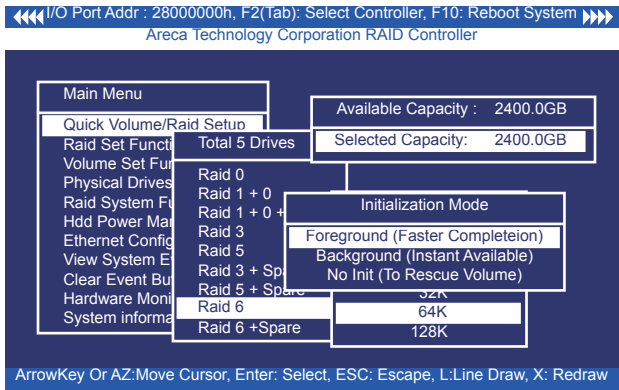 I/O Port Addr : 28000000h, F2(Tab): Select Controller, F10: Reboot System
Areca Technology Corporation RAID Controller
Main Menu
Quick Volume/Raid Setup
Raid Set Functi
Volume Set Fun
Physical Drives
Raid System Fu
Hdd Power Mar
Ethernet Config
View System E
Clear Event Bu
Hardware Moni
System informa
Total 5 Drives
Raid 0
Raid 1 + 0
Raid 1 + 0 +
Raid 3
Raid 5
Raid 3 + Spa
Raid 5 + Spare
Raid 6
Raid 6 +Spare
Available Capacity : 2400.0GB
Selected Capacity: 2400.0GB
Initialization Mode
Foreground (Faster Completeion)
Background (Instant Available)
No Init (To Rescue Volume)
32K
64K
128K
ArrowKey Or AZ:Move Cursor, Enter: Select, ESC: Escape, L:Line Draw, X: Redraw